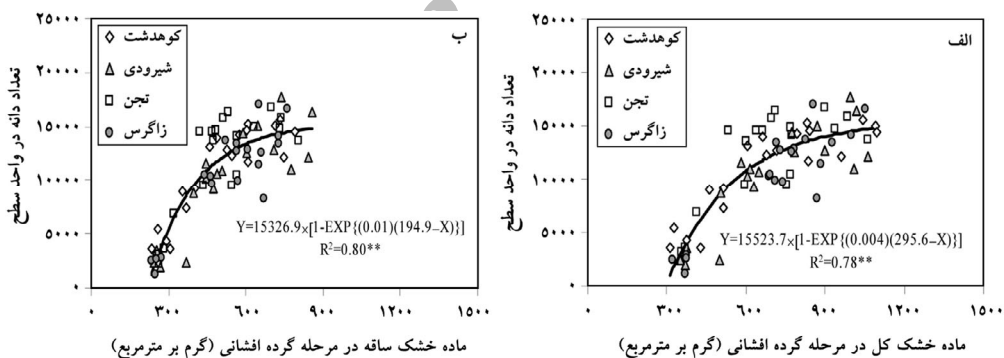 الف
کوهدشت
شیرودی
تجن
زاگرس
تعداد دانه در واحد سطح
۲۵۰۰۰
۲۰۰۰۰
۱۵۰۰۰
۱۰۰۰۰
۵۰۰۰
۰
Y=15523.7×[1-EXP{(0.004)(295.6–X)}]
R²=0.78**
۰ ۳۰۰ ۶۰۰ ۹۰۰ ۱۲۰۰ ۱۵۰۰
ماده خشک کل در مرحله گرده افشانی (گرم بر مترمربع)
ب
کوهدشت
شیرودی
تجن
زاگرس
تعداد دانه در واحد سطح
۲۵۰۰۰
۲۰۰۰۰
۱۵۰۰۰
۱۰۰۰۰
۵۰۰۰
۰
Y=15326.9×[1-EXP{(0.01)(194.9–X)}]
R²=0.80**
۰ ۳۰۰ ۶۰۰ ۹۰۰ ۱۲۰۰ ۱۵۰۰
ماده خشک ساقه در مرحله گرده افشانی (گرم بر مترمربع)